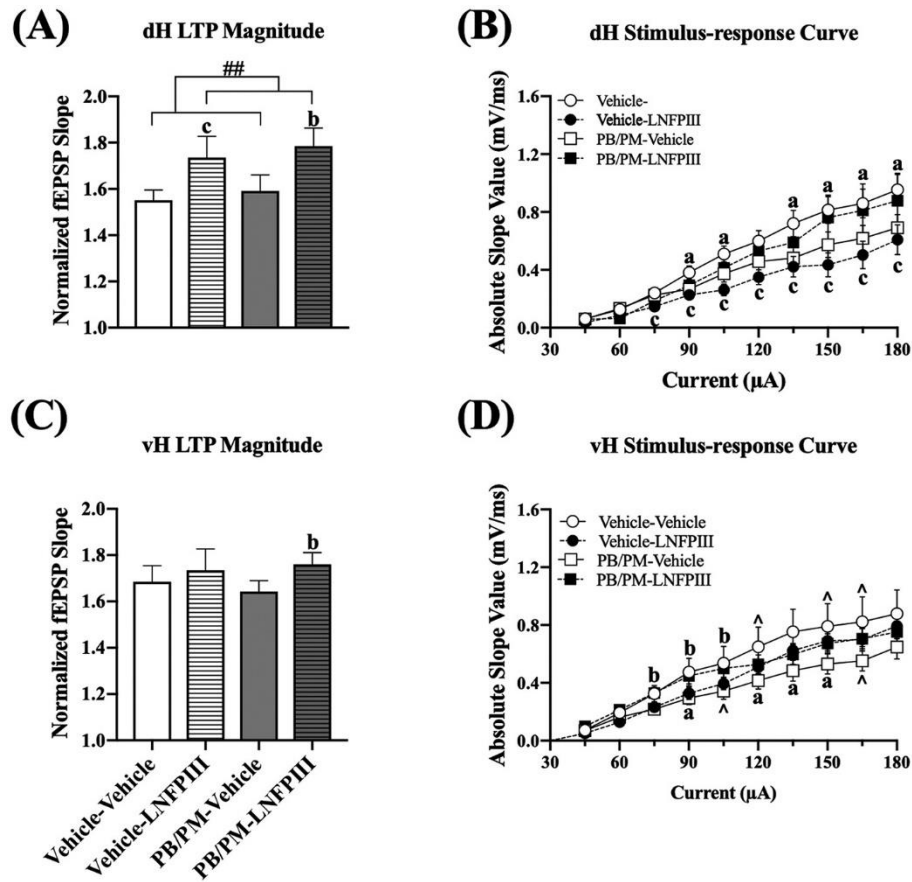 (A)
dH LTP Magnitude
##
2.0
1.8
1.6
1.4
1.2
1.0
Normalized fEPSP Slope
c
b
(B)
dH Stimulus-response Curve
Vehicle-
Vehicle-LNFPIII
PB/PM-Vehicle
PB/PM-LNFPIII
1.6
1.2
0.8
0.4
0.0
Absolute Slope Value (mV/ms)
a a a a a a
c c c c c c c c
30 60 90 120 150 180
Current (µA)
(C)
vH LTP Magnitude
2.0
1.8
1.6
1.4
1.2
1.0
Normalized fEPSP Slope
b
Vehicle-Vehicle
Vehicle-LNFPIII
PB/PM-Vehicle
PB/PM-LNFPIII
(D)
vH Stimulus-response Curve
Vehicle-Vehicle
Vehicle-LNFPIII
PB/PM-Vehicle
PB/PM-LNFPIII
1.6
1.2
0.8
0.4
0.0
Absolute Slope Value (mV/ms)
b b b ^ ^ ^
a ^ a a a ^
30 60 90 120 150 180
Current (µA)